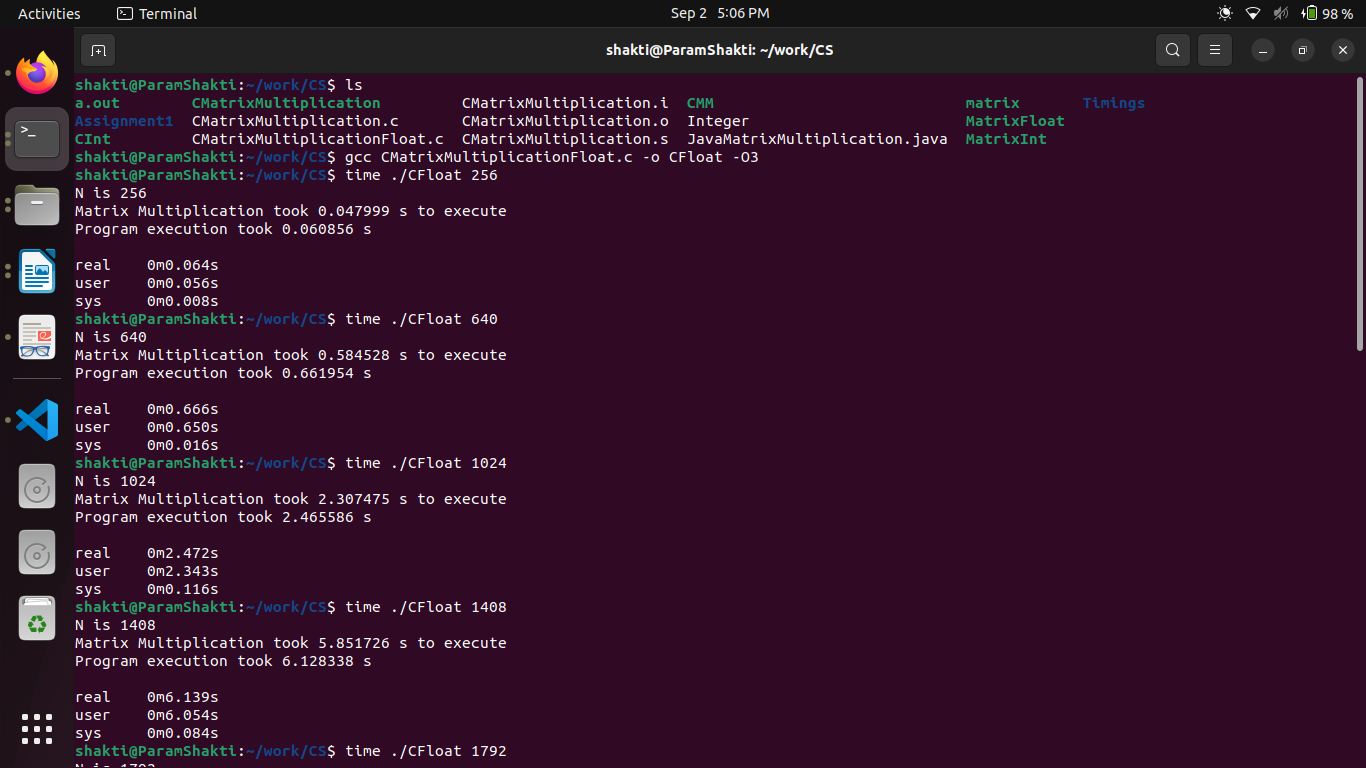 Activities Terminal Sep 2 5:06 PM 98 %
shakti@ParamShakti: ~/work/CS
shakti@ParamShakti:~/work/CS$ ls
a.out CMatrixMultiplication CMatrixMultiplication.i CMM matrix Timings
Assignment1 CMatrixMultiplication.c CMatrixMultiplication.o Integer MatrixFloat
CInt CMatrixMultiplicationFloat.c CMatrixMultiplication.s JavaMatrixMultiplication.java MatrixInt
shakti@ParamShakti:~/work/CS$ gcc CMatrixMultiplicationFloat.c -o CFloat -O3
shakti@ParamShakti:~/work/CS$ time ./CFloat 256
N is 256
Matrix Multiplication took 0.047999 s to execute
Program execution took 0.060856 s
real 0m0.064s
user 0m0.056s
sys 0m0.008s
shakti@ParamShakti:~/work/CS$ time ./CFloat 640
N is 640
Matrix Multiplication took 0.584528 s to execute
Program execution took 0.661954 s
real 0m0.666s
user 0m0.650s
sys 0m0.016s
shakti@ParamShakti:~/work/CS$ time ./CFloat 1024
N is 1024
Matrix Multiplication took 2.307475 s to execute
Program execution took 2.465586 s
real 0m2.472s
user 0m2.343s
sys 0m0.116s
shakti@ParamShakti:~/work/CS$ time ./CFloat 1408
N is 1408
Matrix Multiplication took 5.851726 s to execute
Program execution took 6.128338 s
real 0m6.139s
user 0m6.054s
sys 0m0.084s
shakti@ParamShakti:~/work/CS$ time ./CFloat 1792
N is 1792